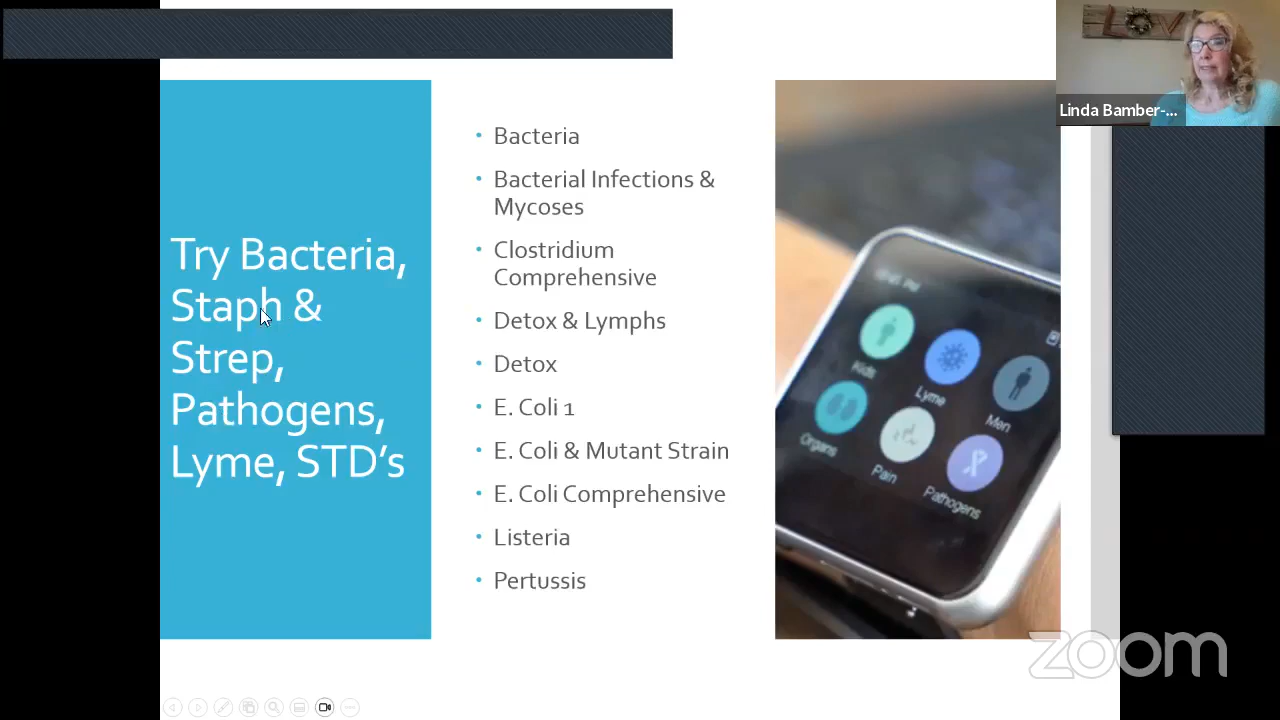 Linda Bamber-...
Try Bacteria,
Staph &
Strep,
Pathogens,
Lyme, STD's
• Bacteria
• Bacterial Infections &
Mycoses
• Clostridium
Comprehensive
• Detox & Lymphs
• Detox
• E. Coli 1
• E. Coli & Mutant Strain
• E. Coli Comprehensive
• Listeria
• Pertussis
Kids
Lyme
Men
Organs
Pain
Pathogens
zoom